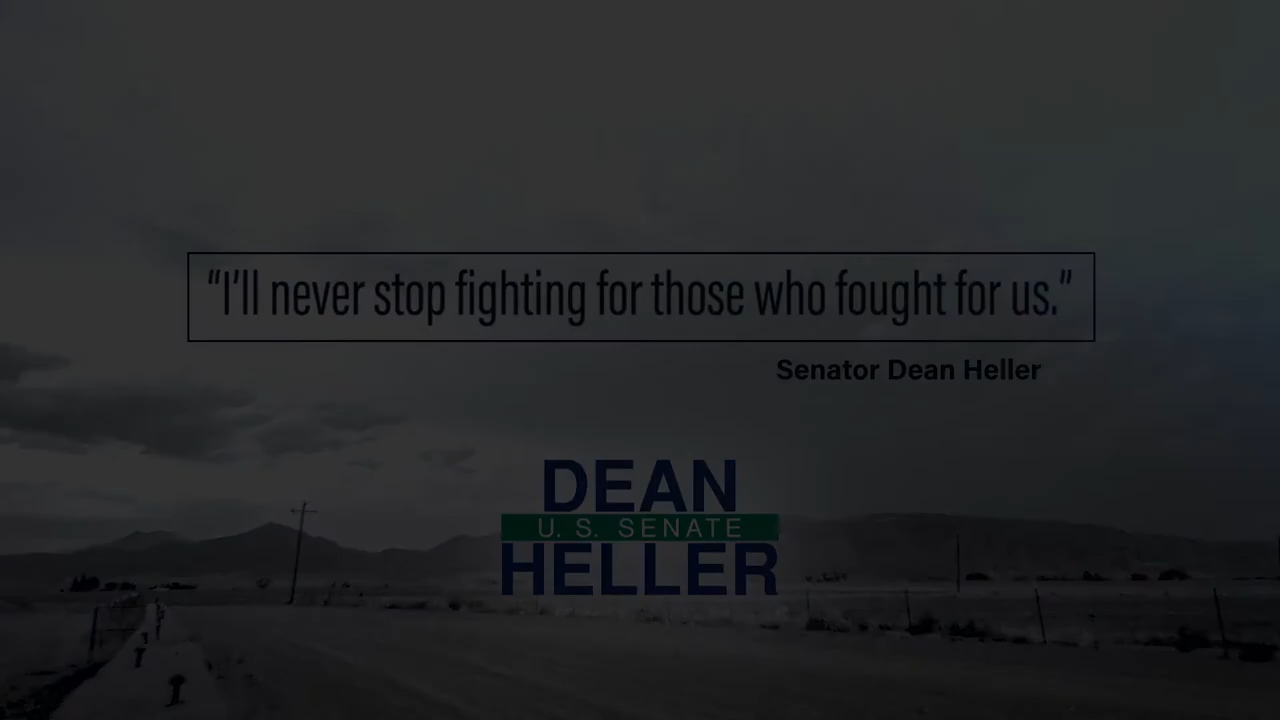 “I’ll never stop fighting for those who fought for us.”
Senator Dean Heller
DEAN
U. S. SENATE
HELLER